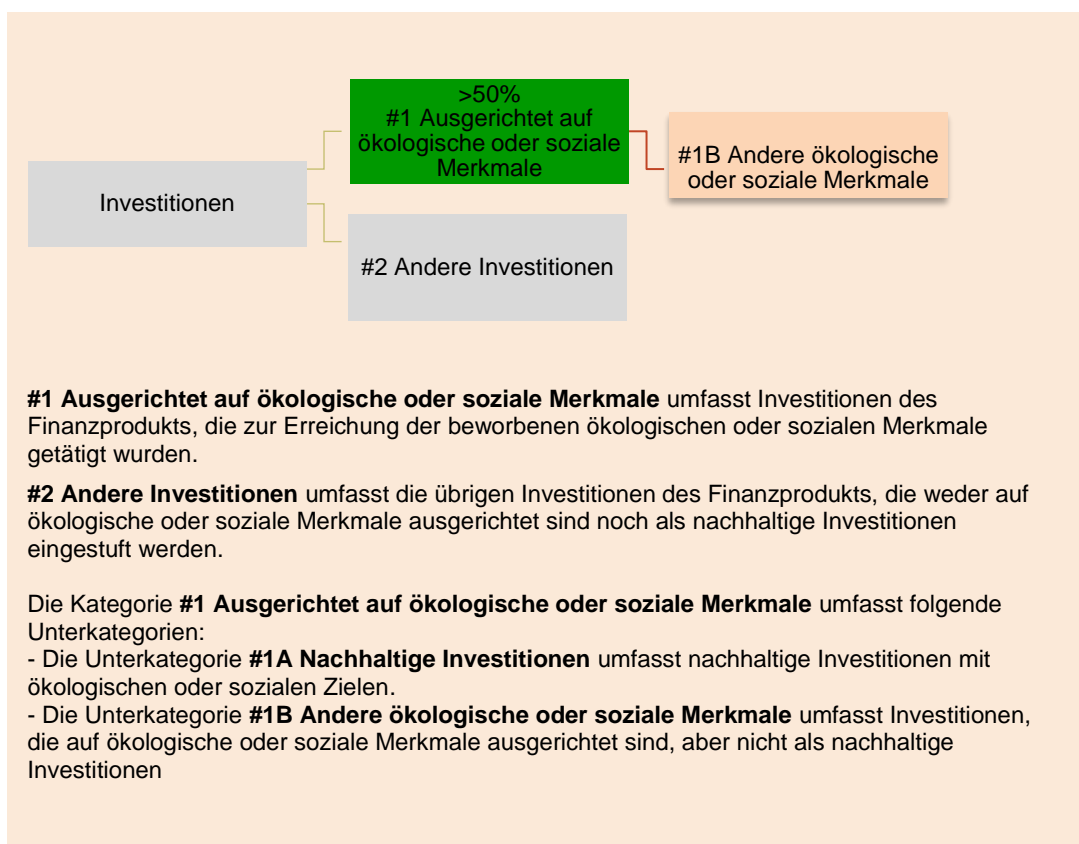 >50%
#1 Ausgerichtet auf
ökologische oder soziale
Merkmale
#1B Andere ökologische
oder soziale Merkmale
Investitionen
#2 Andere Investitionen
#1 Ausgerichtet auf ökologische oder soziale Merkmale umfasst Investitionen des
Finanzprodukts, die zur Erreichung der beworbenen ökologischen oder sozialen Merkmale
getätigt wurden.
#2 Andere Investitionen umfasst die übrigen Investitionen des Finanzprodukts, die weder auf
ökologische oder soziale Merkmale ausgerichtet sind noch als nachhaltige Investitionen
eingestuft werden.
Die Kategorie #1 Ausgerichtet auf ökologische oder soziale Merkmale umfasst folgende
Unterkategorien:
- Die Unterkategorie #1A Nachhaltige Investitionen umfasst nachhaltige Investitionen mit
ökologischen oder sozialen Zielen.
- Die Unterkategorie #1B Andere ökologische oder soziale Merkmale umfasst Investitionen,
die auf ökologische oder soziale Merkmale ausgerichtet sind, aber nicht als nachhaltige
Investitionen